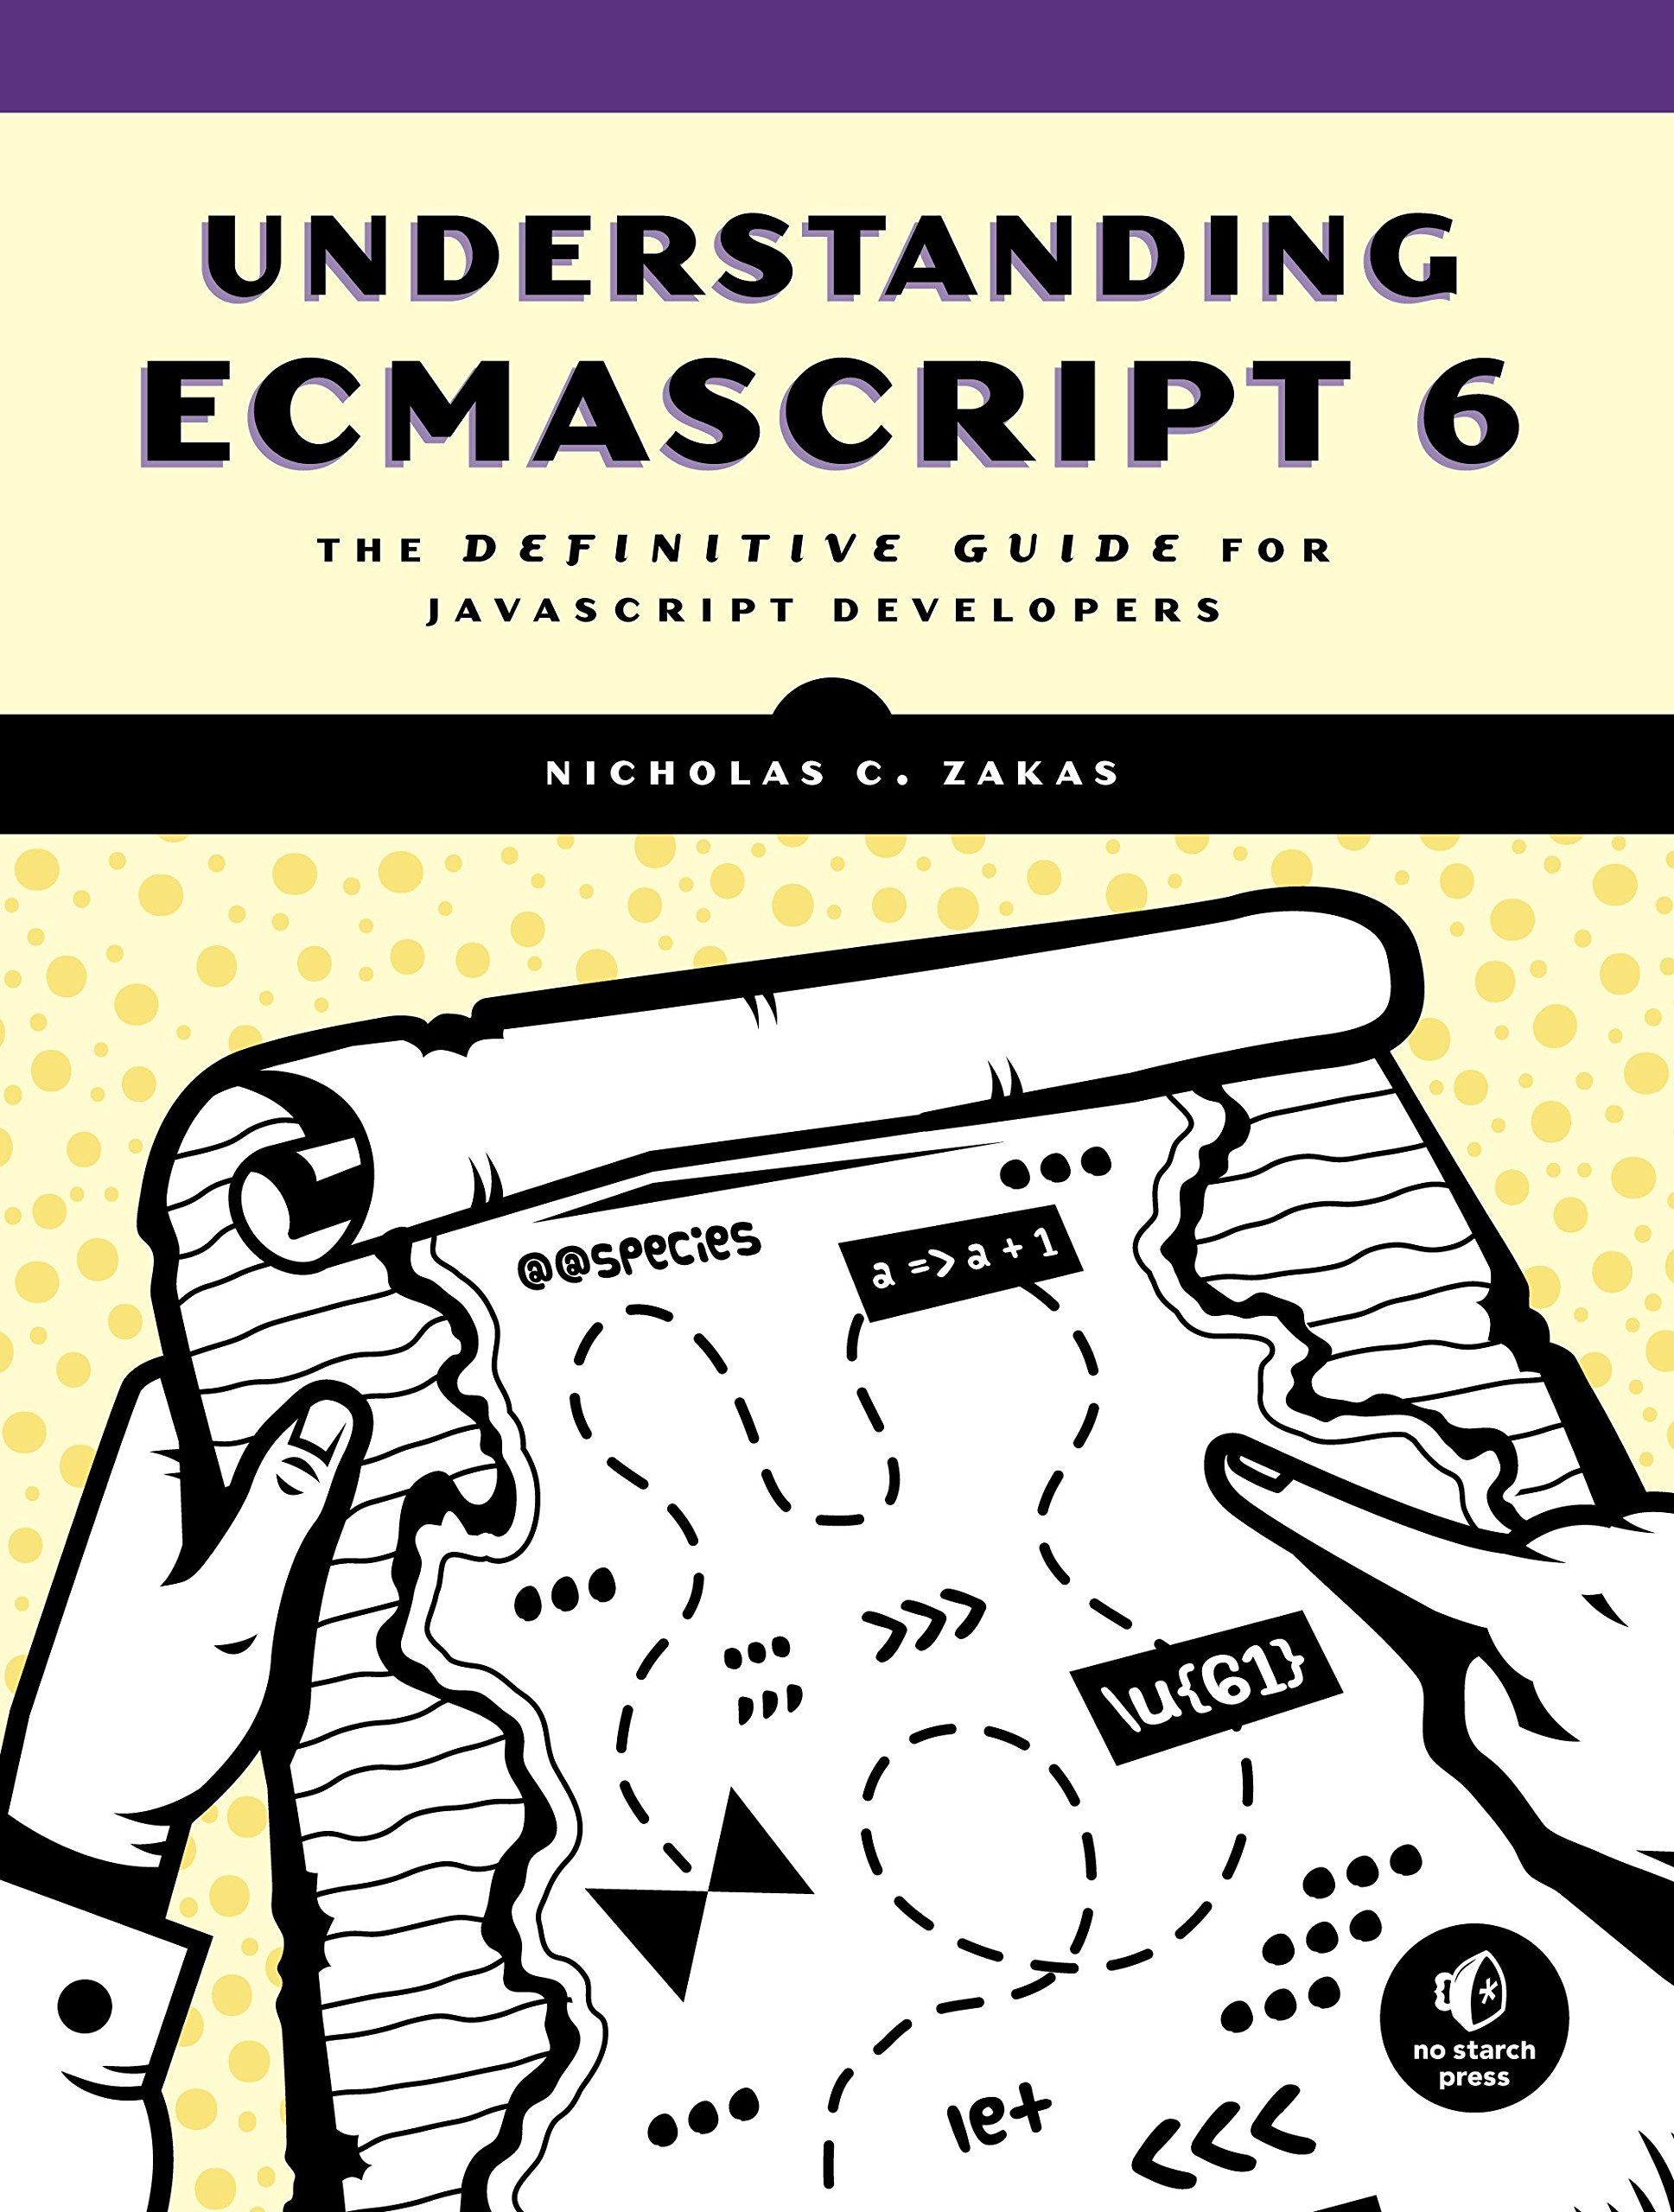 UNDERSTANDING
ECMASCRIPT 6
THE DEFINITIVE GUIDE FOR
JAVASCRIPT DEVELOPERS
NICHOLAS C. ZAKAS
...
@@species
a => a + 1
...
>>>
\u{61}
...
...
...
no starch
press
...
let
<<<